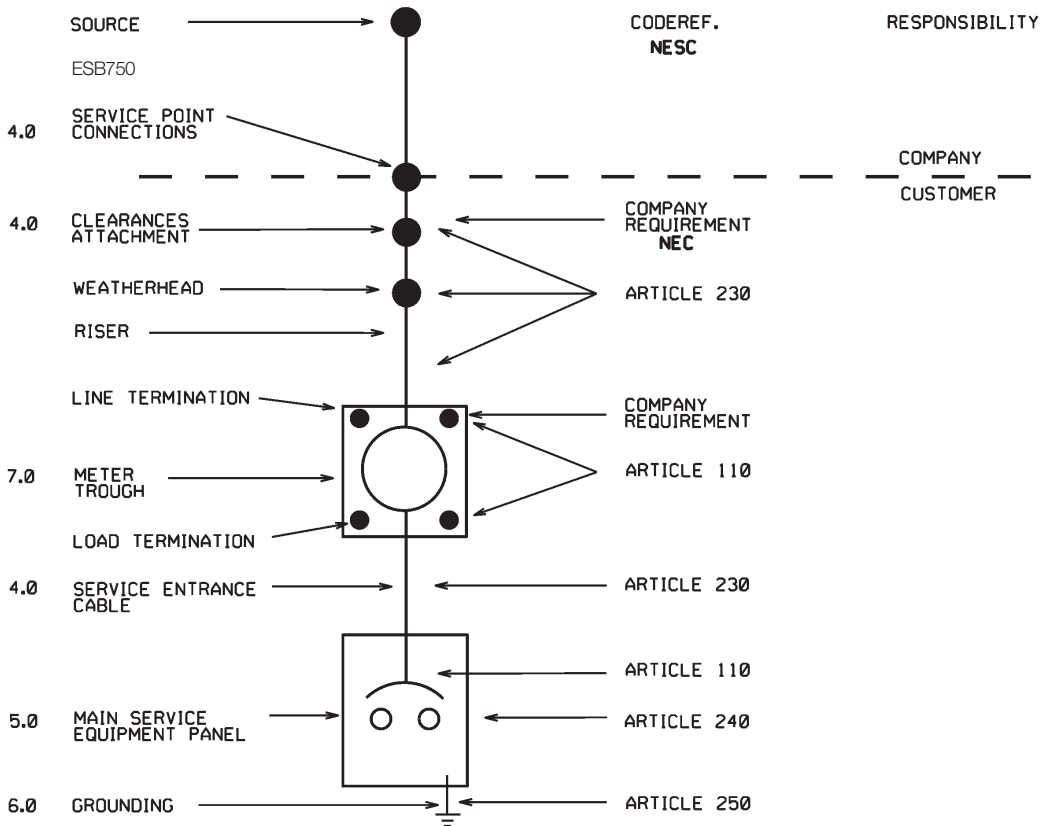 SOURCE CODEREF. RESPONSIBILITY
NESC
ESB750
4.0 SERVICE POINT
CONNECTIONS
COMPANY
CUSTOMER
4.0 CLEARANCES
ATTACHMENT
COMPANY
REQUIREMENT
NEC
WEATHERHEAD ARTICLE 230
RISER
LINE TERMINATION
COMPANY
REQUIREMENT
7.0 METER
TROUGH
ARTICLE 110
LOAD TERMINATION
4.0 SERVICE ENTRANCE
CABLE
ARTICLE 230
ARTICLE 110
5.0 MAIN SERVICE
EQUIPMENT PANEL
ARTICLE 240
6.0 GROUNDING ARTICLE 250